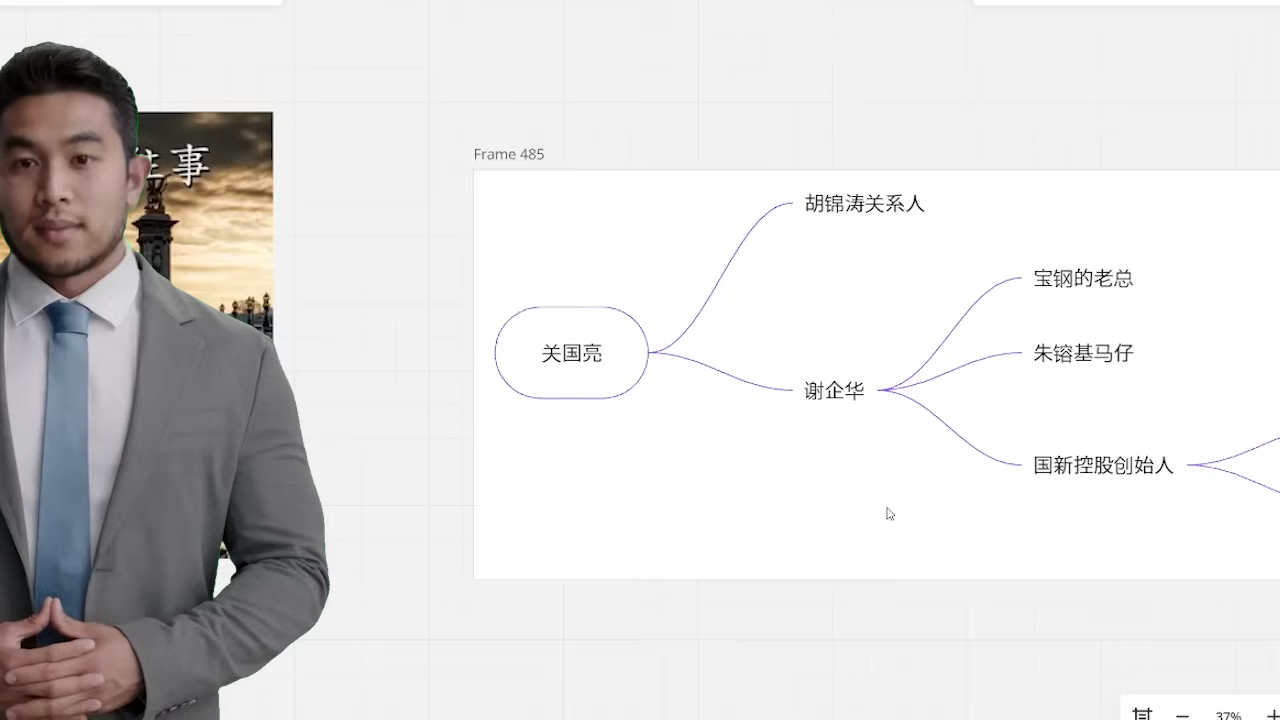 往事
Frame 485
胡锦涛关系人
宝钢的老总
关国亮
朱镕基马仔
谢企华
国新控股创始人
37%